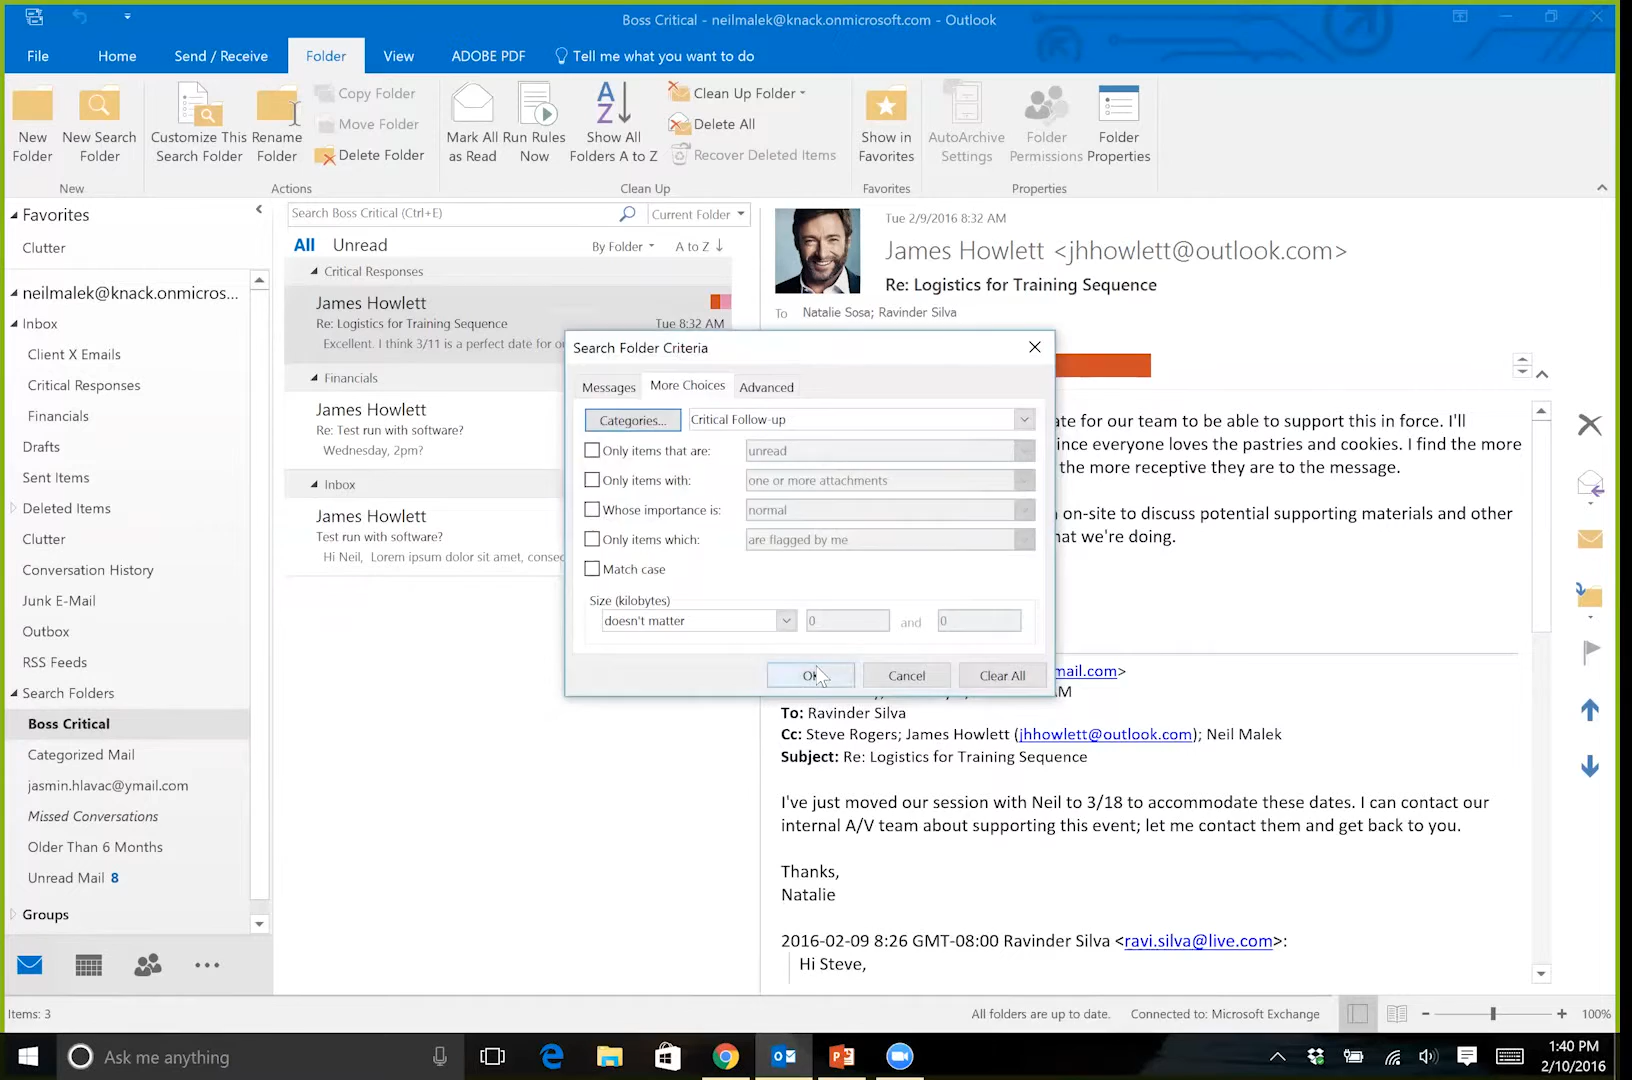 Boss Critical - neilmalek@knack.onmicrosoft.com - Outlook
File Home Send / Receive Folder View ADOBE PDF Tell me what you want to do
New Folder
New Search Folder
Customize This Search Folder
Rename Folder
Copy Folder
Move Folder
Delete Folder
Mark All as Read
Run Rules Now
Show All Folders A to Z
Clean Up Folder
Delete All
Recover Deleted Items
Show in Favorites
AutoArchive Settings
Folder Permissions
Folder Properties
New Actions Clean Up Favorites Properties
Favorites
Clutter
neilmalek@knack.onmicros...
Inbox
Client X Emails
Critical Responses
Financials
Drafts
Sent Items
Deleted Items
Clutter
Conversation History
Junk E-Mail
Outbox
RSS Feeds
Search Folders
Boss Critical
Categorized Mail
jasmin.hlavac@ymail.com
Missed Conversations
Older Than 6 Months
Unread Mail 8
Groups
Search Boss Critical (Ctrl+E) Current Folder
All Unread By Folder A to Z
Critical Responses
James Howlett
Re: Logistics for Training Sequence Tue 8:32 AM
Excellent. I think 3/11 is a perfect date for
Financials
James Howlett
Re: Test run with software?
Wednesday, 2pm?
Inbox
James Howlett
Test run with software?
Hi Neil, Lorem ipsum dolor sit amet,
Tue 2/9/2016 8:32 AM
James Howlett <jhhowlett@outlook.com>
Re: Logistics for Training Sequence
To Natalie Sosa; Ravinder Silva
Search Folder Criteria
Messages More Choices Advanced
Categories... Critical Follow-up
Only items that are: unread
Only items with: one or more attachments
Whose importance is: normal
Only items which: are flagged by me
Match case
Size (kilobytes)
doesn't matter 0 and 0
OK Cancel Clear All
for our team to be able to support this in force. I'll
everyone loves the pastries and cookies. I find the more
the more receptive they are to the message.
on-site to discuss potential supporting materials and other
we're doing.
mail.com>
To: Ravinder Silva
Cc: Steve Rogers; James Howlett (jhhowlett@outlook.com); Neil Malek
Subject: Re: Logistics for Training Sequence
I've just moved our session with Neil to 3/18 to accommodate these dates. I can contact our
internal A/V team about supporting this event; let me contact them and get back to you.
Thanks,
Natalie
2016-02-09 8:26 GMT-08:00 Ravinder Silva <ravi.silva@live.com>:
Hi Steve,
Items: 3 All folders are up to date. Connected to: Microsoft Exchange 100%
Ask me anything
1:40 PM
2/10/2016